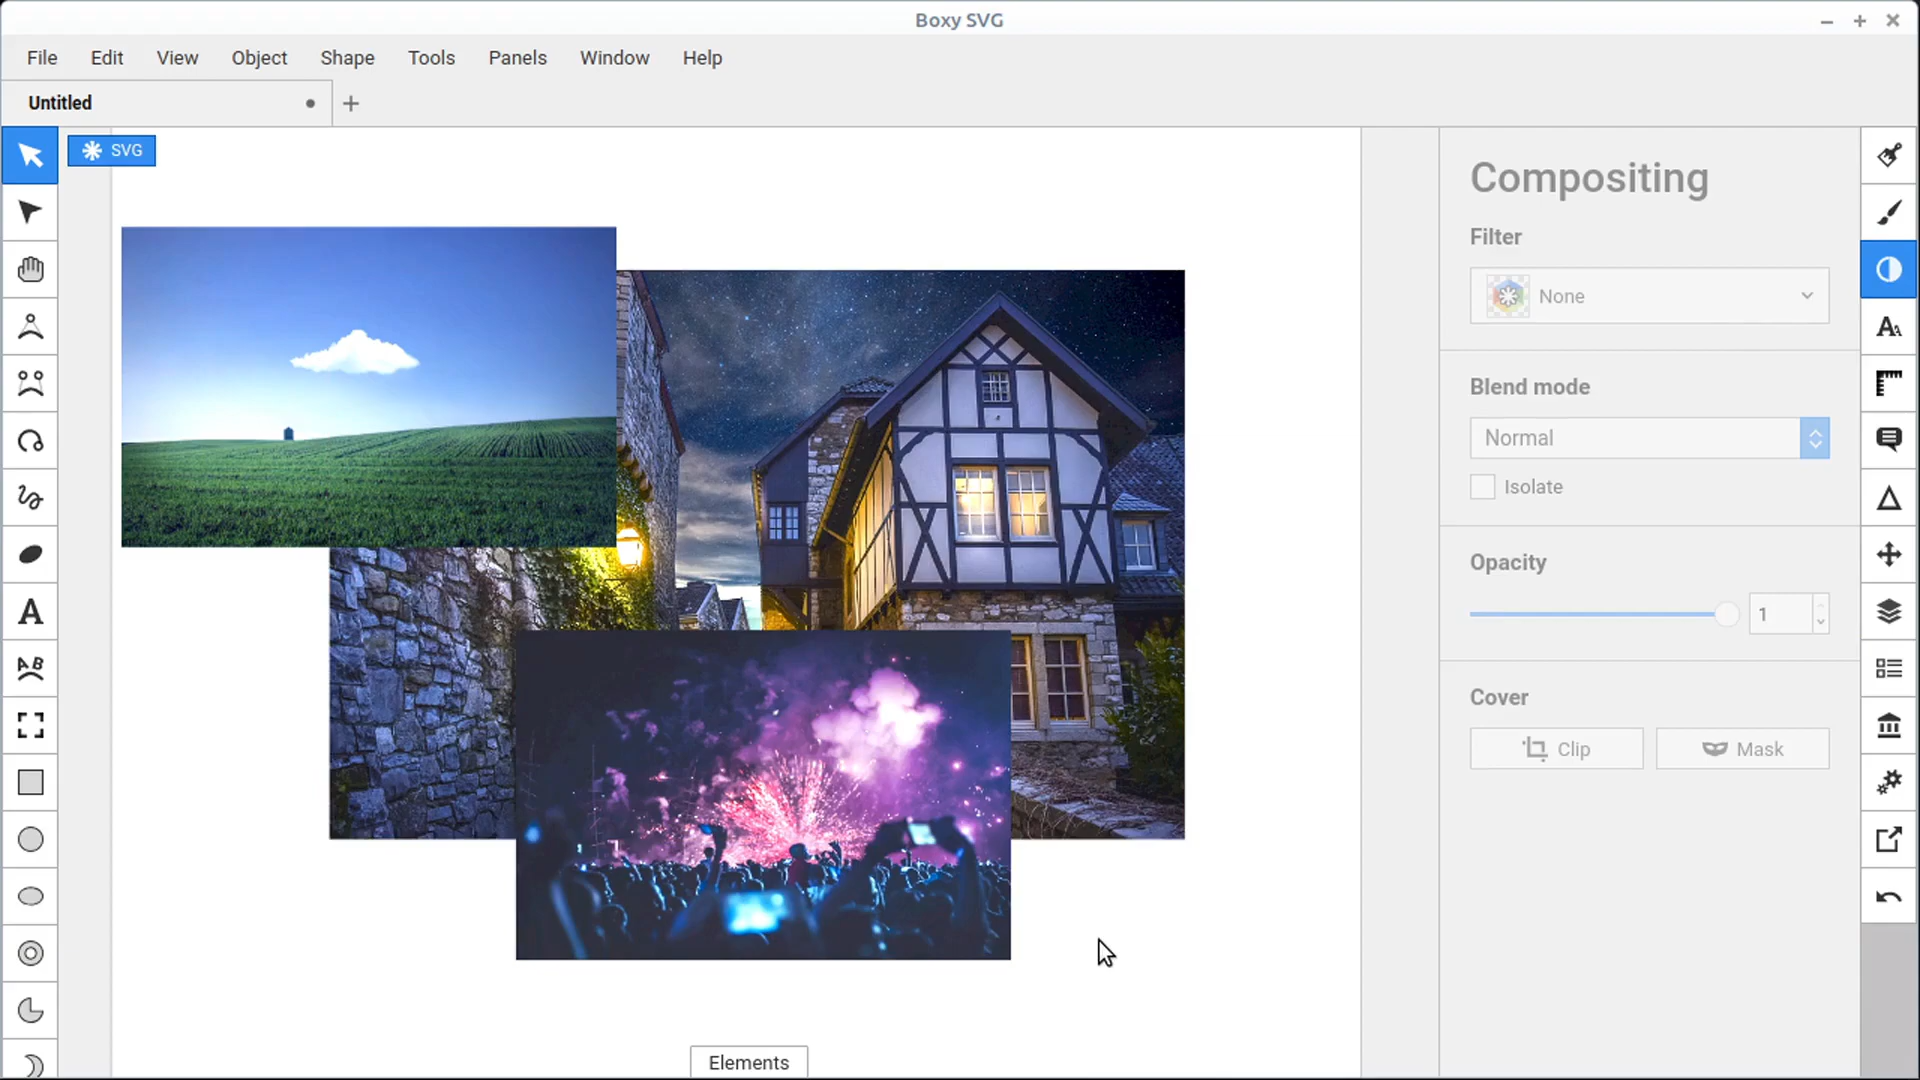 Boxy SVG
File Edit View Object Shape Tools Panels Window Help
Untitled
SVG
Compositing
Filter
None
Blend mode
Normal
Isolate
Opacity
1
Cover
Clip Mask
Elements